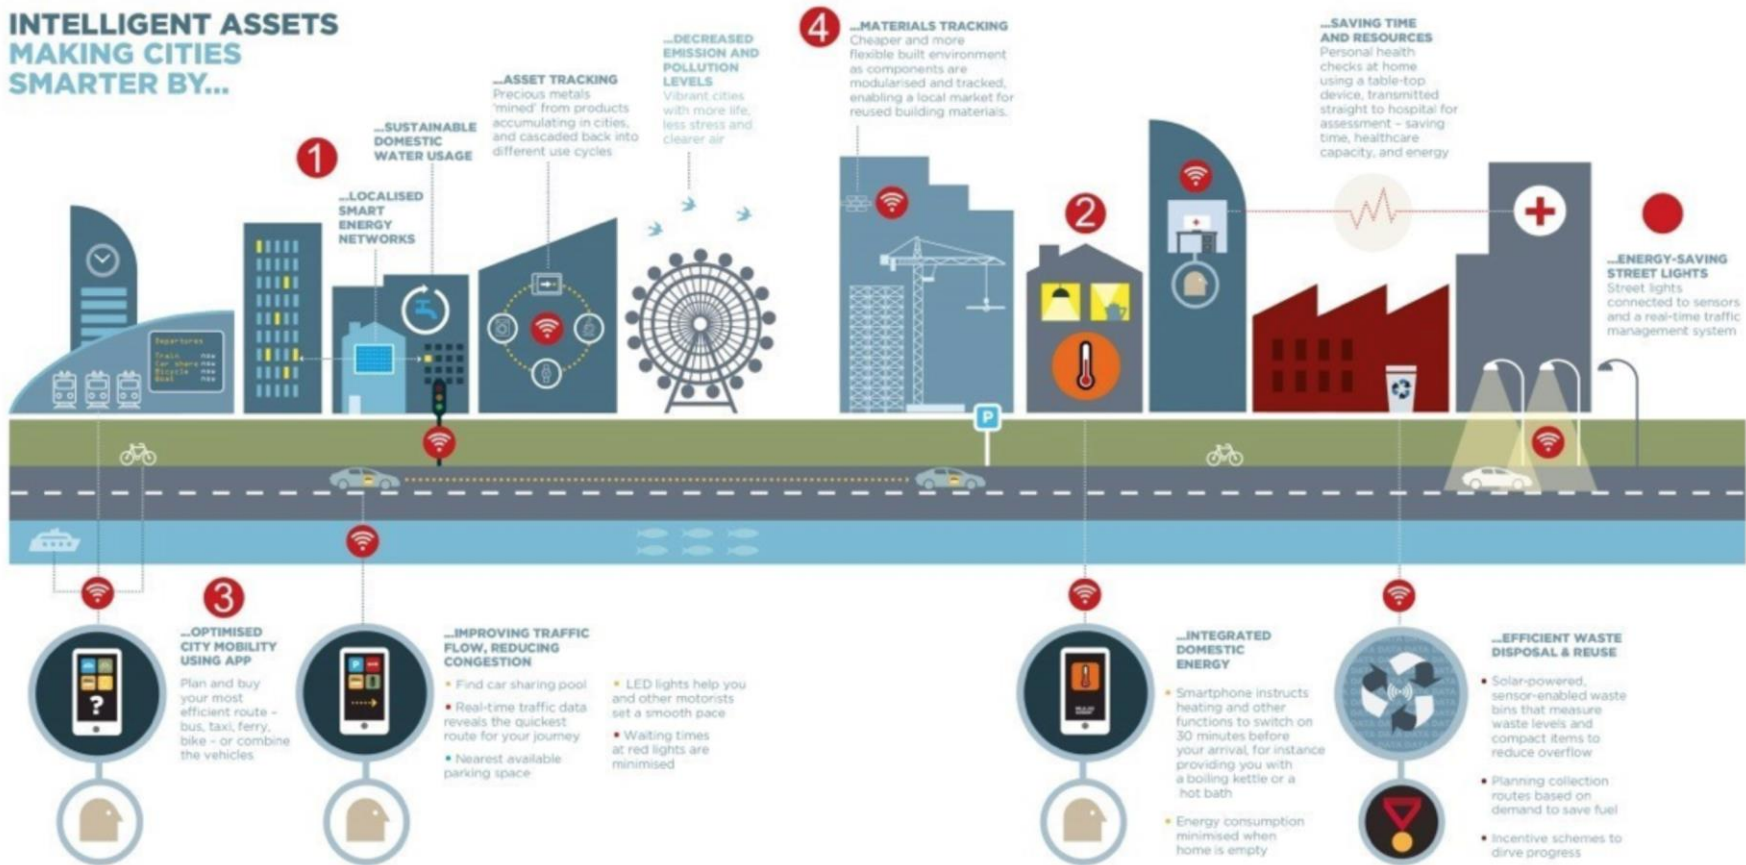 INTELLIGENT ASSETS
MAKING CITIES
SMARTER BY...
1
...LOCALISED
SMART
ENERGY
NETWORKS
...SUSTAINABLE
DOMESTIC
WATER USAGE
...ASSET TRACKING
Precious metals
'mined' from products
accumulating in cities,
and cascaded back into
different use cycles
...DECREASED
EMISSION AND
POLLUTION
LEVELS
Vibrant cities
with more life,
less stress and
clearer air
4
...MATERIALS TRACKING
Cheaper and more
flexible built environment
as components are
modularised and tracked,
enabling a local market for
reused building materials.
2
...SAVING TIME
AND RESOURCES
Personal health
checks at home
using a table-top
device, transmitted
straight to hospital for
assessment – saving
time, healthcare
capacity, and energy
...ENERGY-SAVING
STREET LIGHTS
Street lights
connected to sensors
and a real-time traffic
management system
Departures
Train now
Car share now
Bicycle now
Boat now
P
3
...OPTIMISED
CITY MOBILITY
USING APP
Plan and buy
your most
efficient route –
bus, taxi, ferry,
bike – or combine
the vehicles
?
P
...IMPROVING TRAFFIC
FLOW, REDUCING
CONGESTION
• Find car sharing pool
• Real-time traffic data
reveals the quickest
route for your journey
• Nearest available
parking space
• LED lights help you
and other motorists
set a smooth pace
• Waiting times
at red lights are
minimised
...INTEGRATED
DOMESTIC
ENERGY
• Smartphone instructs
heating and other
functions to switch on
30 minutes before
your arrival, for instance
providing you with
a boiling kettle or a
hot bath
• Energy consumption
minimised when
home is empty
DATA DATA DATA
...EFFICIENT WASTE
DISPOSAL & REUSE
• Solar-powered,
sensor-enabled waste
bins that measure
waste levels and
compact items to
reduce overflow
• Planning collection
routes based on
demand to save fuel
• Incentive schemes to
dirve progress